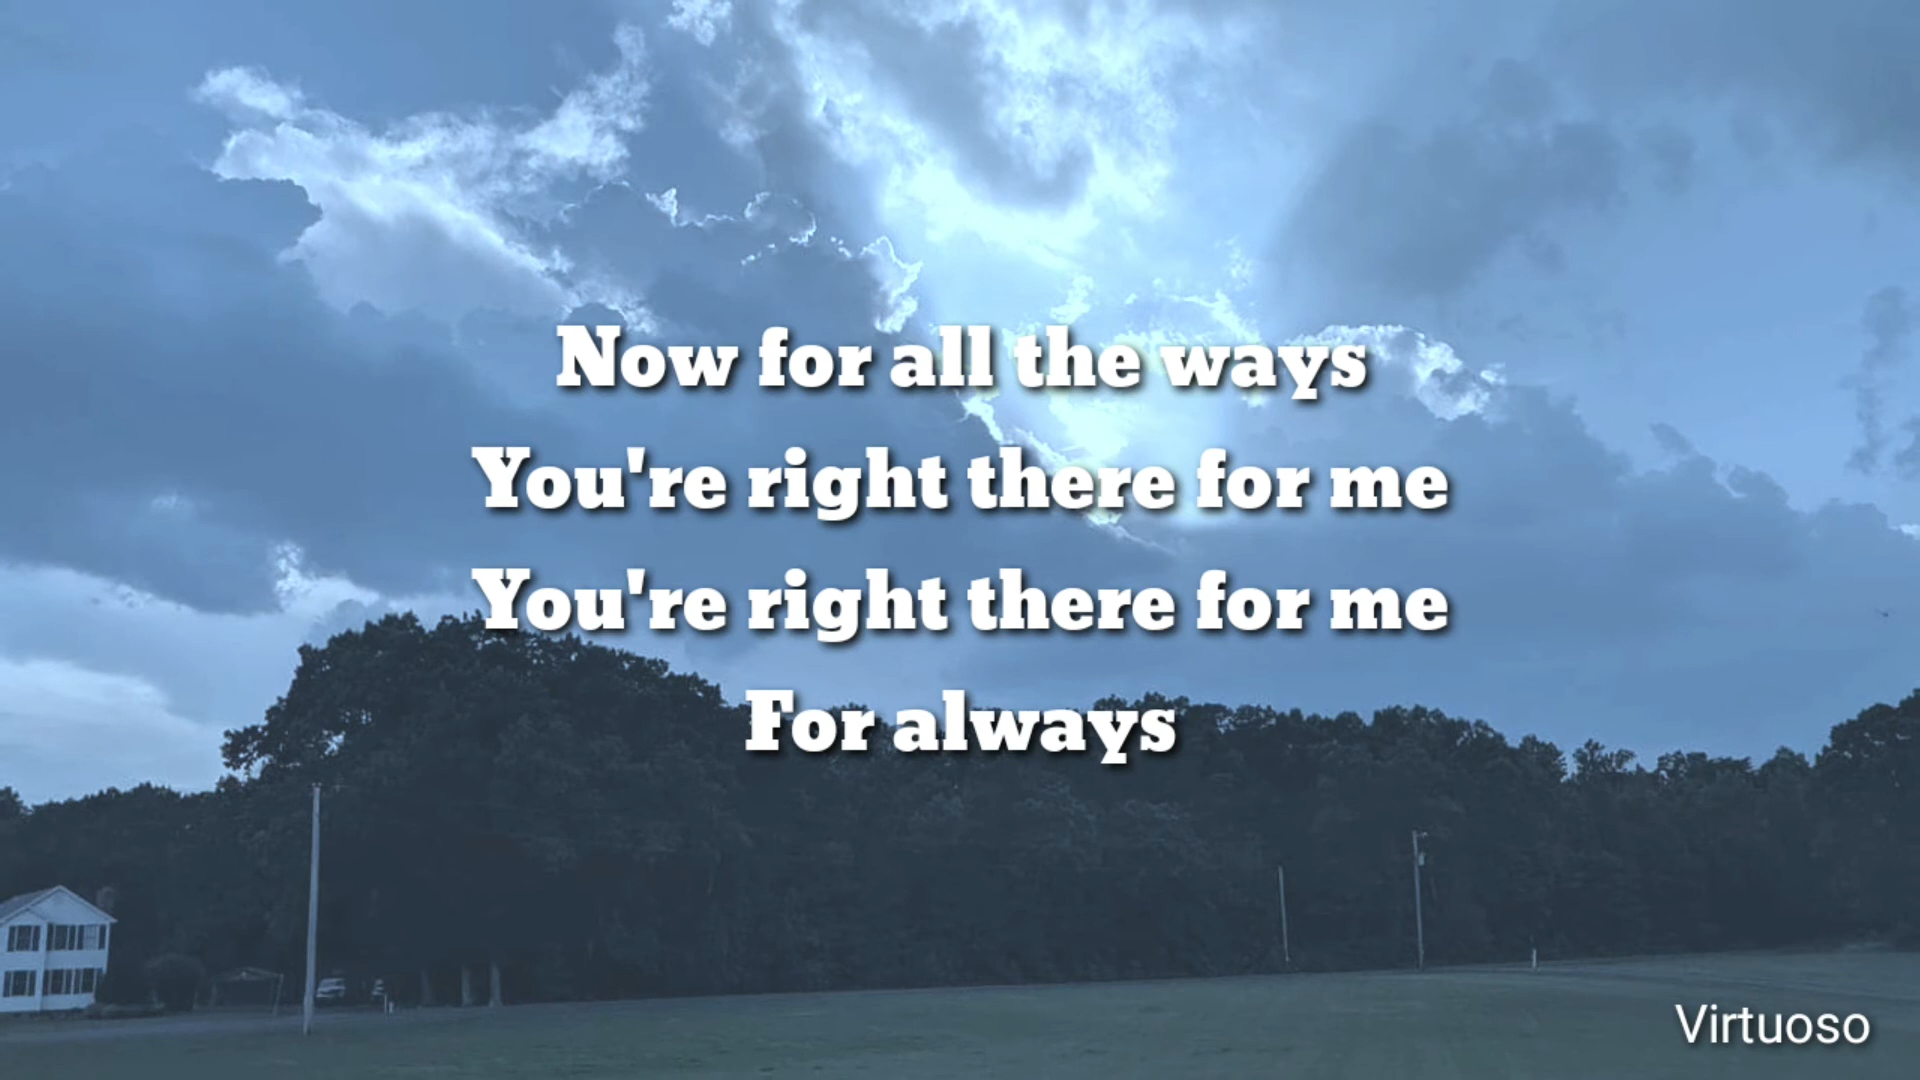 Now for all the ways
You're right there for me
You're right there for me
For always
Virtuoso